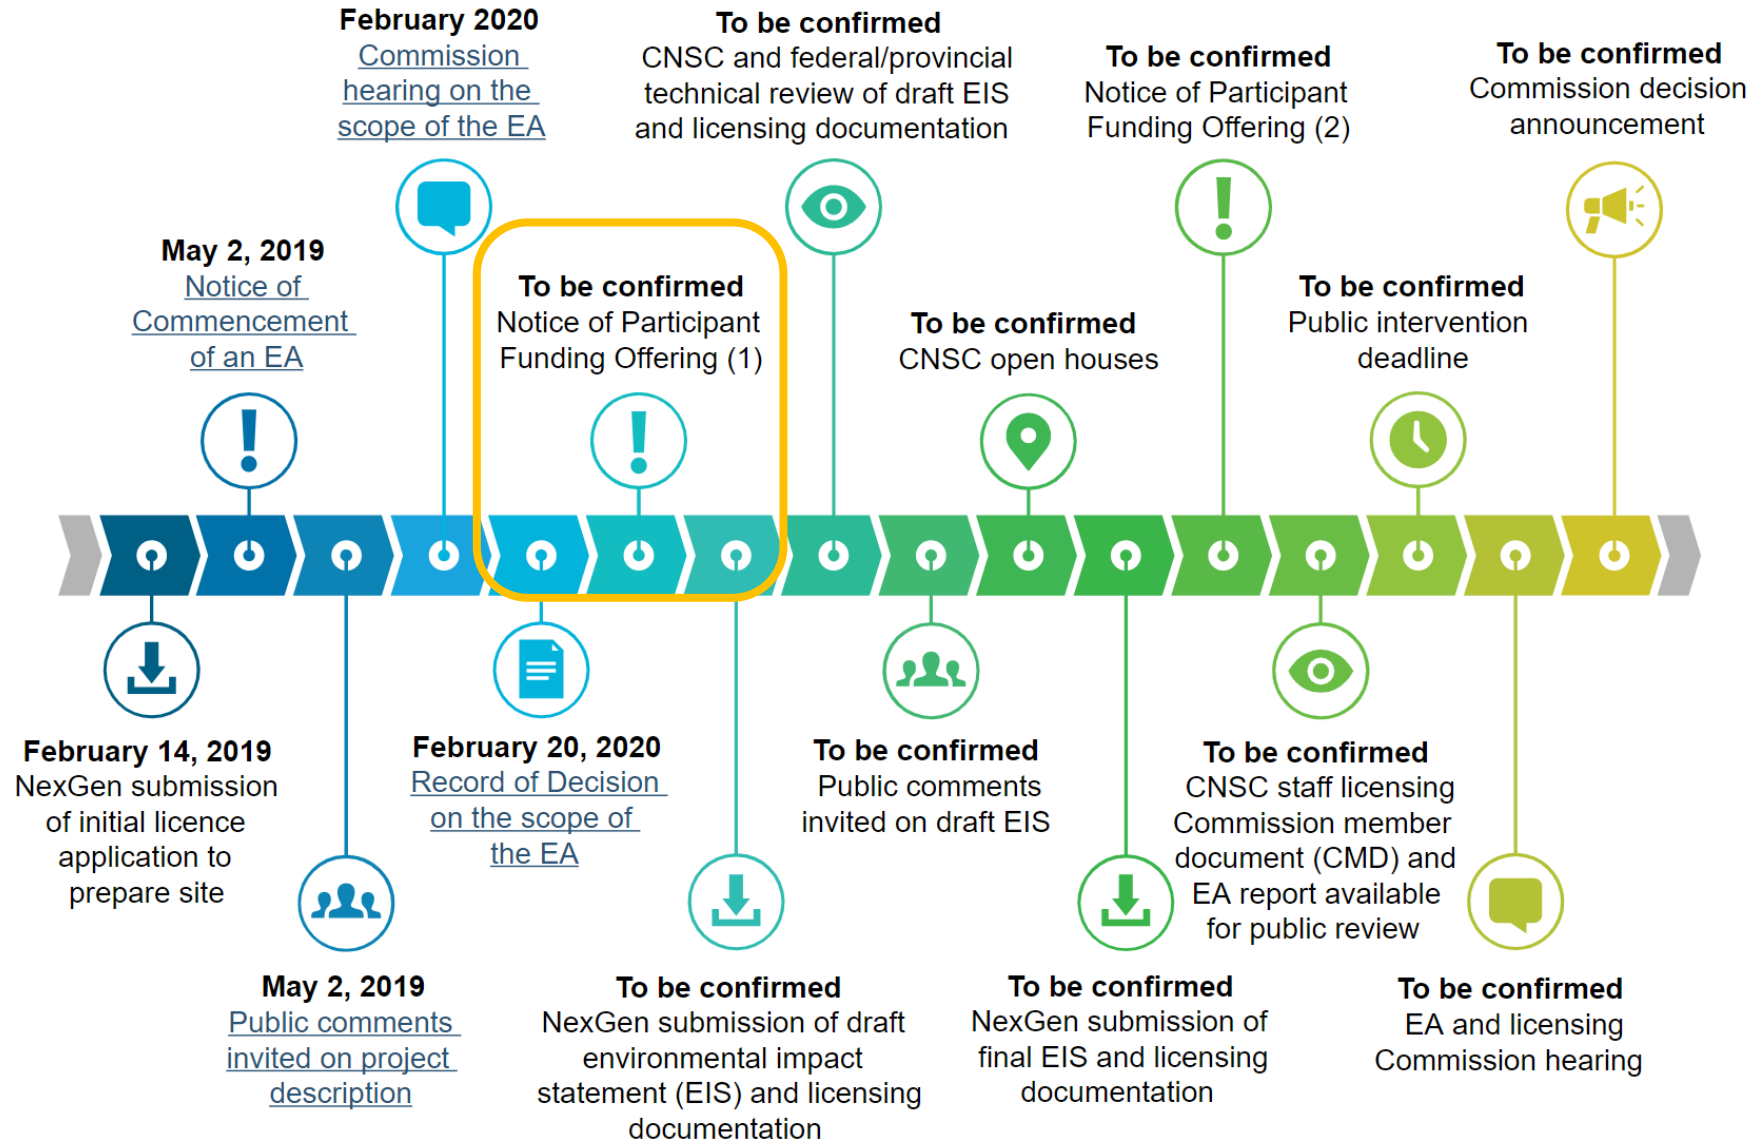 February 2020
Commission
hearing on the
scope of the EA
To be confirmed
CNSC and federal/provincial
technical review of draft EIS
and licensing documentation
To be confirmed
Notice of Participant
Funding Offering (2)
To be confirmed
Commission decision
announcement
May 2, 2019
Notice of
Commencement
of an EA
To be confirmed
Notice of Participant
Funding Offering (1)
To be confirmed
CNSC open houses
To be confirmed
Public intervention
deadline
February 14, 2019
NexGen submission
of initial licence
application to
prepare site
February 20, 2020
Record of Decision
on the scope of
the EA
To be confirmed
Public comments
invited on draft EIS
To be confirmed
CNSC staff licensing
Commission member
document (CMD) and
EA report available
for public review
May 2, 2019
Public comments
invited on project
description
To be confirmed
NexGen submission of draft
environmental impact
statement (EIS) and licensing
documentation
To be confirmed
NexGen submission of
final EIS and licensing
documentation
To be confirmed
EA and licensing
Commission hearing